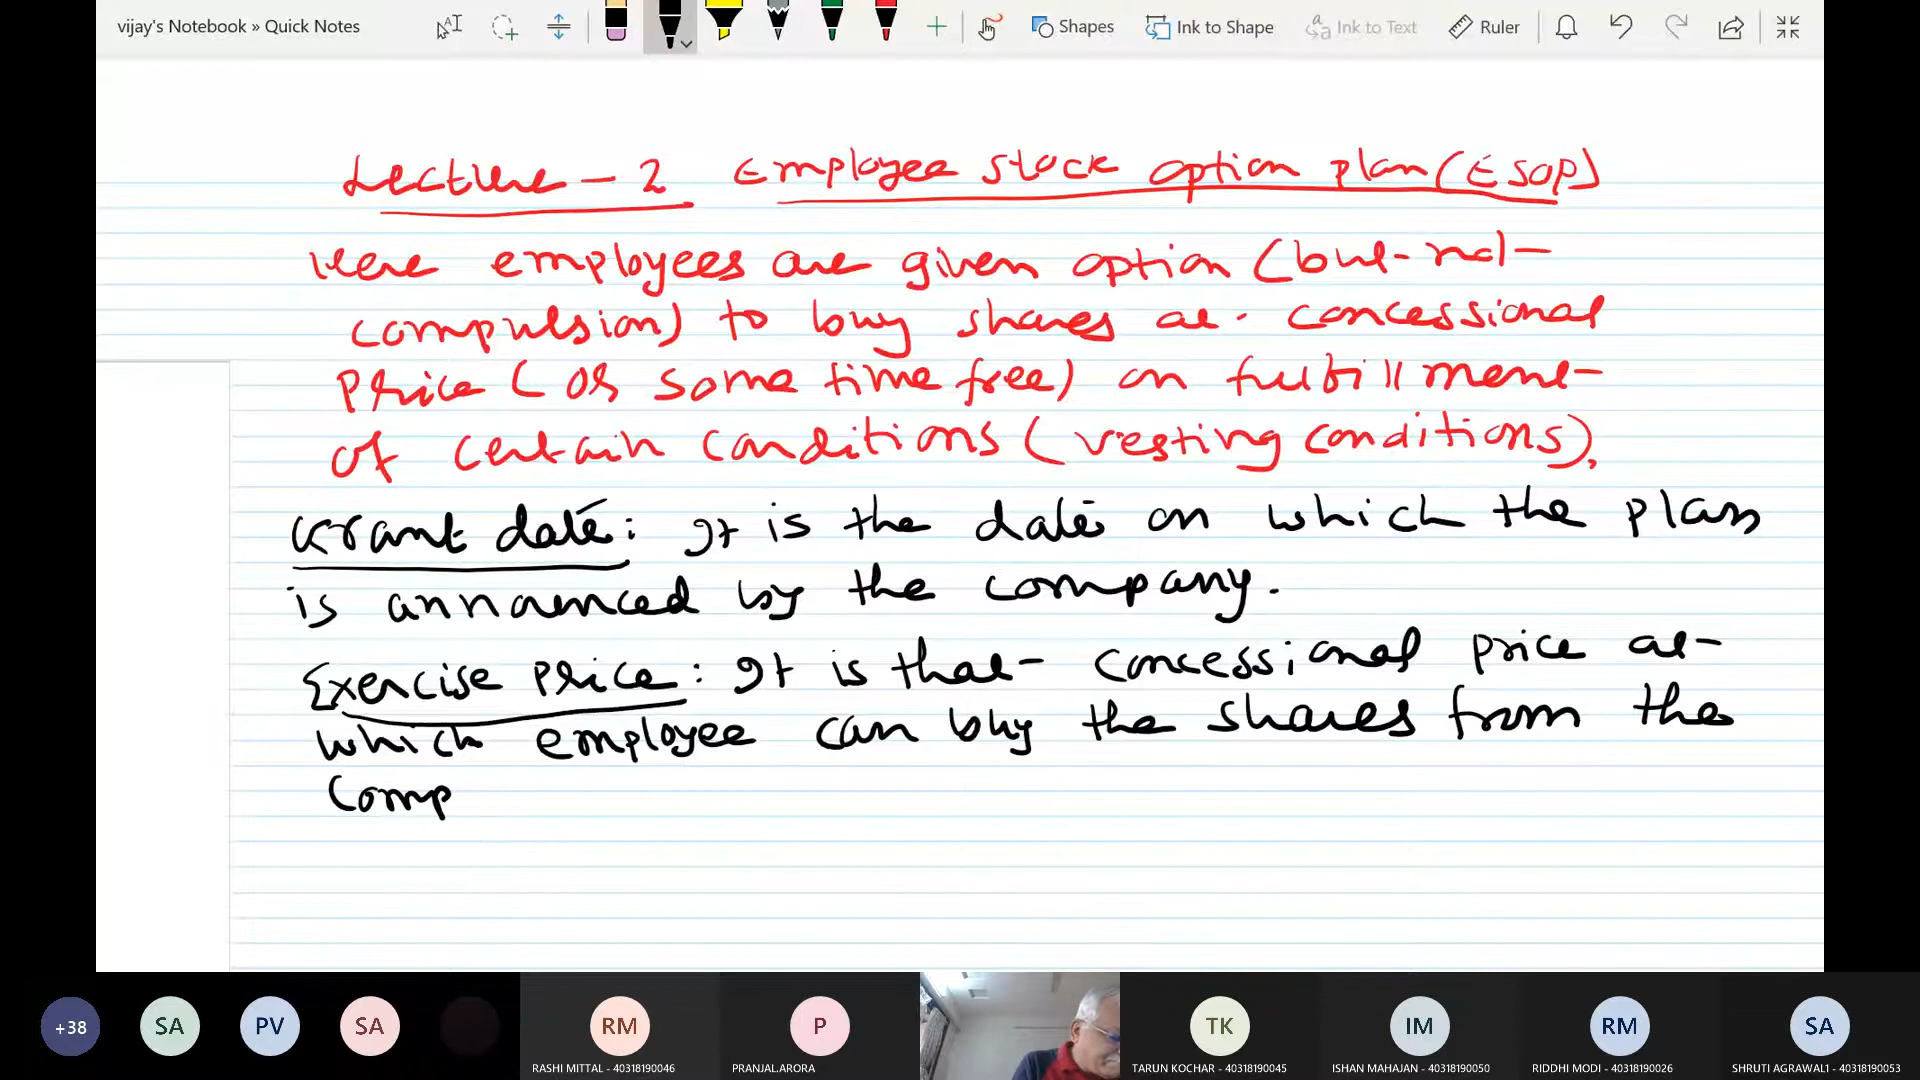 vijay's Notebook » Quick Notes
Shapes
Ink to Shape
Ink to Text
Ruler
Lecture - 2 Employee stock option plan (ESOP)
Here employees are given option (but not
compulsion) to buy shares at concessional
price (or some time free) on fulfillment
of certain conditions (vesting conditions).
Grant date: It is the date on which the plan
is announced by the company.
Exercise price: It is that concessional price at
which employee can buy the shares from the
Comp
+38
SA
PV
SA
RM
P
TK
IM
RM
SA
RASHI MITTAL - 40318190046
PRANJAL.ARORA
TARUN KOCHAR - 40318190045
ISHAN MAHAJAN - 40318190050
RIDDHI MODI - 40318190026
SHRUTI AGRAWAL1 - 40318190053